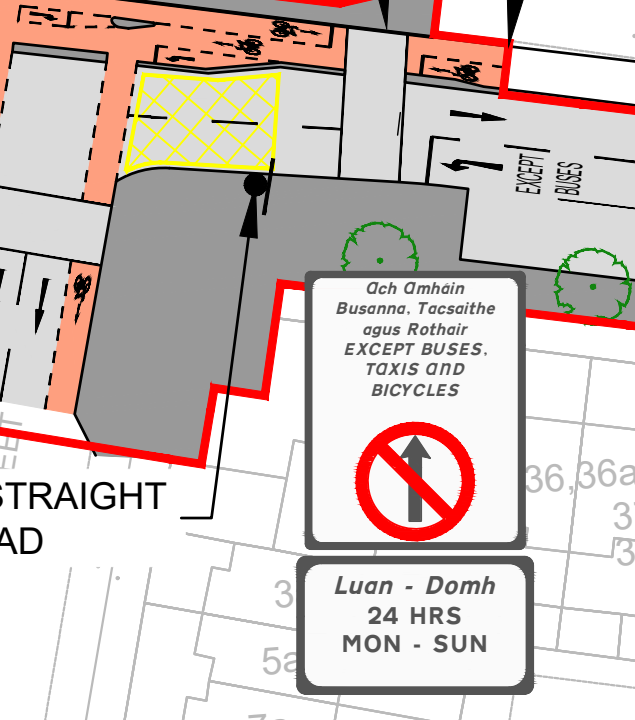 EXCEPT
BUSES
Ach Amháin
Busanna, Tacsaithe
agus Rothair
EXCEPT BUSES,
TAXIS AND
BICYCLES
36,36a
STRAIGHT
AD
Luan - Domh
24 HRS
MON - SUN
5a